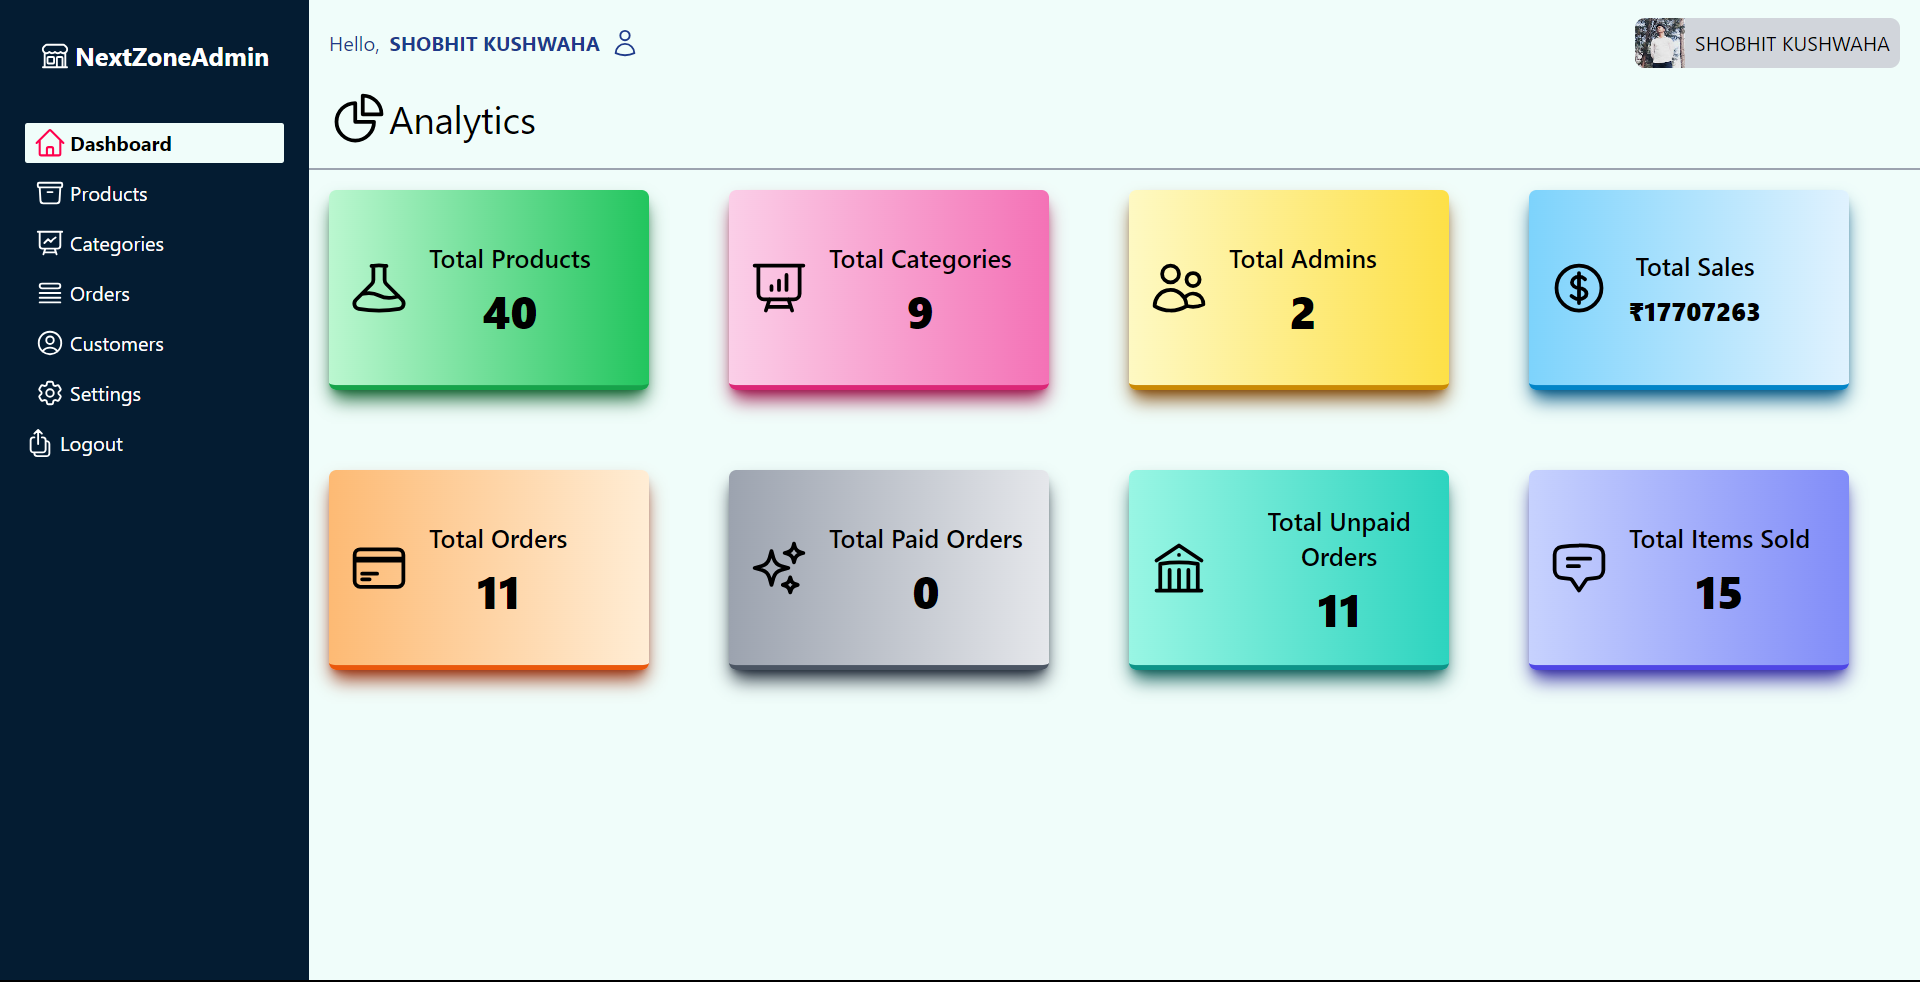 NextZoneAdmin
Dashboard
Products
Categories
Orders
Customers
Settings
Logout
Hello, SHOBHIT KUSHWAHA
SHOBHIT KUSHWAHA
Analytics
Total Products
40
Total Categories
9
Total Admins
2
Total Sales
₹17707263
Total Orders
11
Total Paid Orders
0
Total Unpaid
Orders
11
Total Items Sold
15